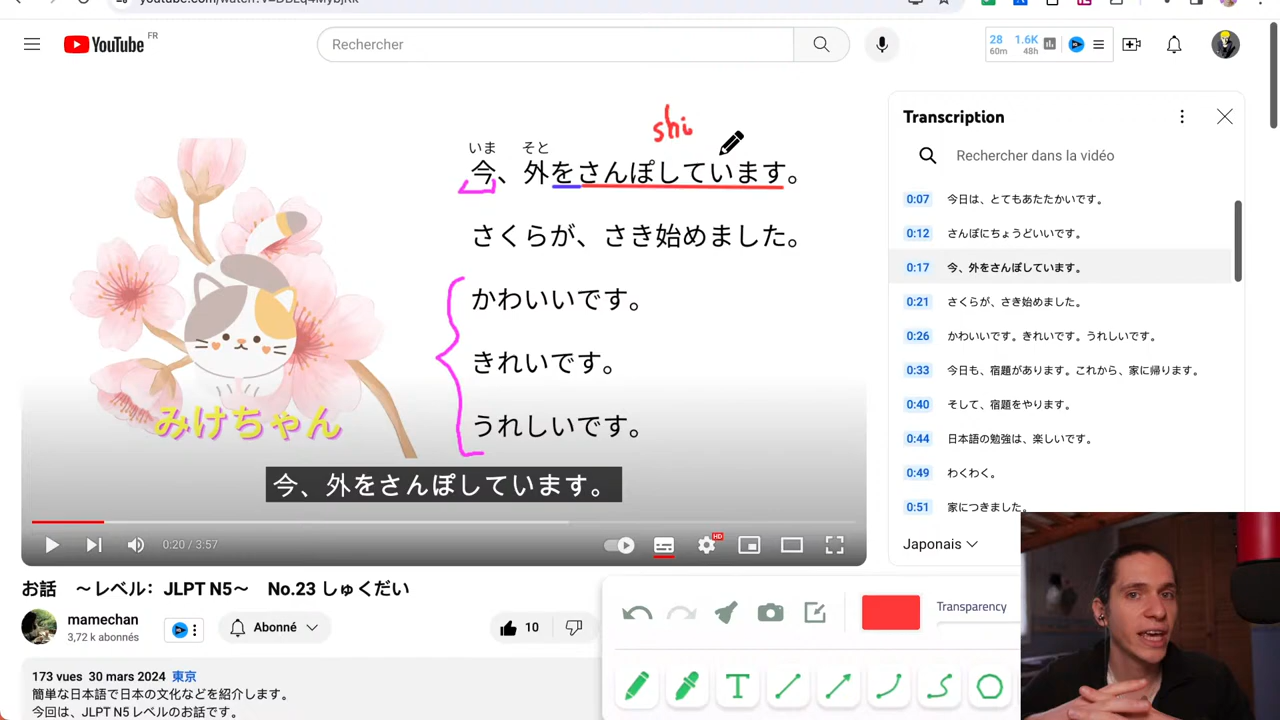 YouTube FR
Rechercher
28 60m 1.6K 48h
shi
いま そと
今、外をさんぽしています。
さくらが、さき始めました。
かわいいです。
きれいです。
うれしいです。
みけちゃん
今、外をさんぽしています。
0:20 / 3:57
HD
お話 ～レベル: JLPT N5～ No.23 しゅくだい
mamechan
3,72 k abonnés
Abonné
10
173 vues 30 mars 2024 東京
簡単な日本語で日本の文化などを紹介します。
今回は、JLPT N5レベルのお話です。
Transcription
Rechercher dans la vidéo
0:07 今日は、とてもあたたかいです。
0:12 さんぽにちょうどいいです。
0:17 今、外をさんぽしています。
0:21 さくらが、さき始めました。
0:26 かわいいです。きれいです。うれしいです。
0:33 今日も、宿題があります。これから、家に帰ります。
0:40 そして、宿題をやります。
0:44 日本語の勉強は、楽しいです。
0:49 わくわく。
0:51 家につきました。
Japonais
Transparency
T